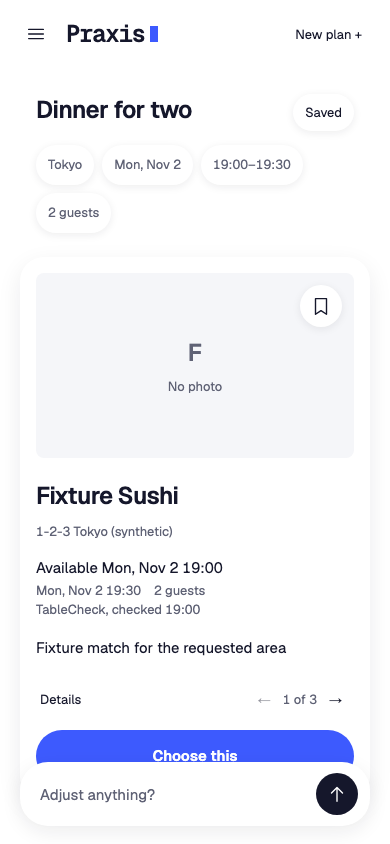 Praxis
New plan +
Dinner for two
Saved
Tokyo
Mon, Nov 2
19:00–19:30
2 guests
F
No photo
Fixture Sushi
1-2-3 Tokyo (synthetic)
Available Mon, Nov 2 19:00
Mon, Nov 2 19:30 2 guests
TableCheck, checked 19:00
Fixture match for the requested area
Details
← 1 of 3 →
Choose this
Adjust anything?